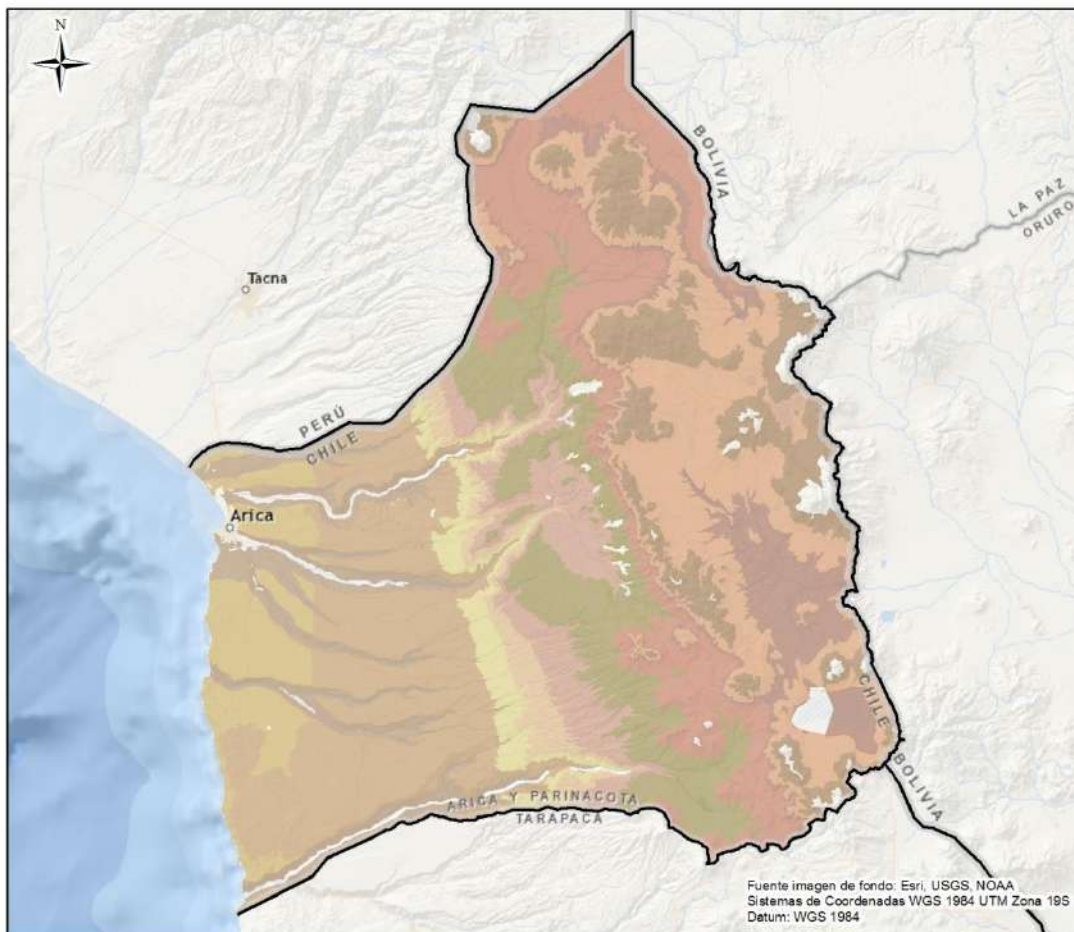 N
BOLIVIA
LA PAZ
ORURO
Tacna
PERÚ
CHILE
Arica
CHILE
BOLIVIA
ARICA Y PARINACOTA
TARAPACÁ
Fuente imagen de fondo: Esri, USGS, NOAA
Sistemas de Coordenadas WGS 1984 UTM Zona 19S
Datum: WGS 1984